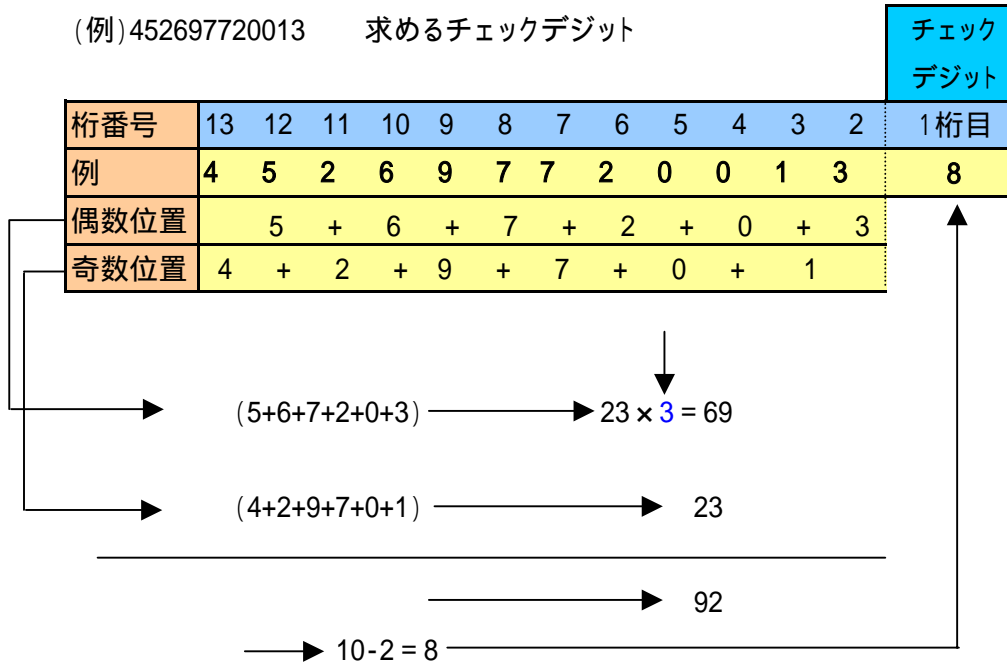 (例)452697720013 求めるチェックデジット
チェック
デジット
桁番号 13 12 11 10 9 8 7 6 5 4 3 2 1桁目
例 4 5 2 6 9 7 7 2 0 0 1 3 8
偶数位置 5 + 6 + 7 + 2 + 0 + 3
奇数位置 4 + 2 + 9 + 7 + 0 + 1
(5+6+7+2+0+3) 23 × 3 = 69
(4+2+9+7+0+1) 23
92
10-2 = 8